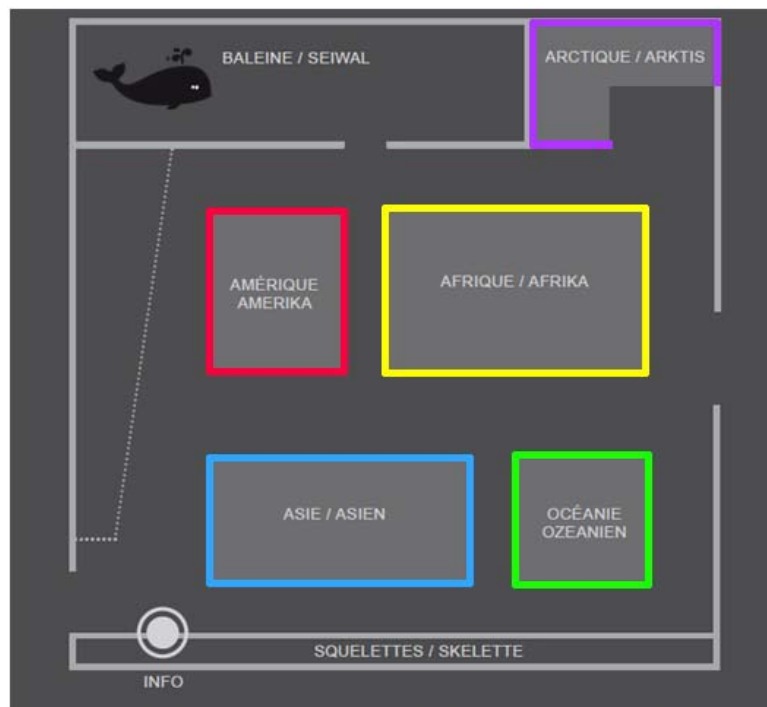 BALEINE / SEIWAL
ARCTIQUE / ARKTIS
AMÉRIQUE
AMERIKA
AFRIQUE / AFRIKA
ASIE / ASIEN
OCÉANIE
OZEANIEN
SQUELETTES / SKELETTE
INFO